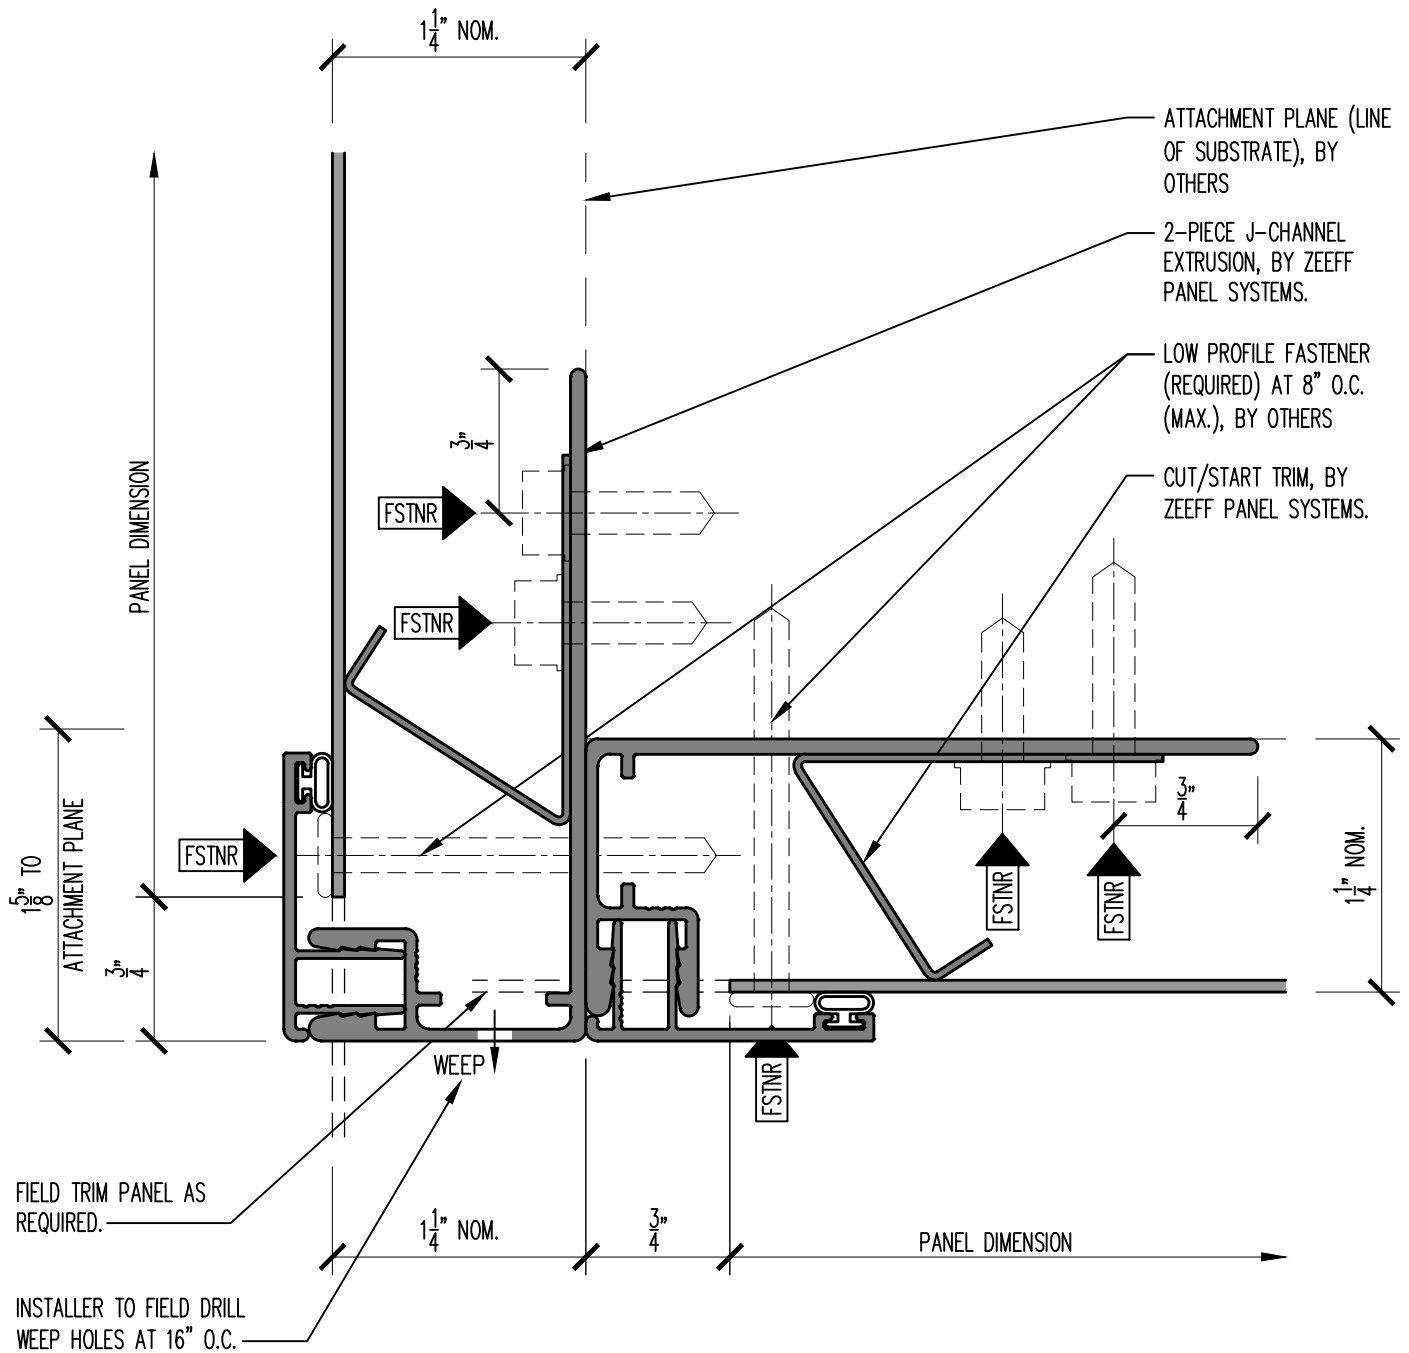 1 1/4" NOM.
ATTACHMENT PLANE (LINE
OF SUBSTRATE), BY
OTHERS
2-PIECE J-CHANNEL
EXTRUSION, BY ZEEFF
PANEL SYSTEMS.
LOW PROFILE FASTENER
(REQUIRED) AT 8" O.C.
(MAX.), BY OTHERS
CUT/START TRIM, BY
ZEEFF PANEL SYSTEMS.
3/4"
FSTNR
FSTNR
PANEL DIMENSION
FSTNR
1 5/8" TO
ATTACHMENT PLANE
3/4"
3/4"
FSTNR
FSTNR
1 1/4" NOM.
WEEP
FSTNR
FIELD TRIM PANEL AS
REQUIRED.
1 1/4" NOM.
3/4"
PANEL DIMENSION
INSTALLER TO FIELD DRILL
WEEP HOLES AT 16" O.C.